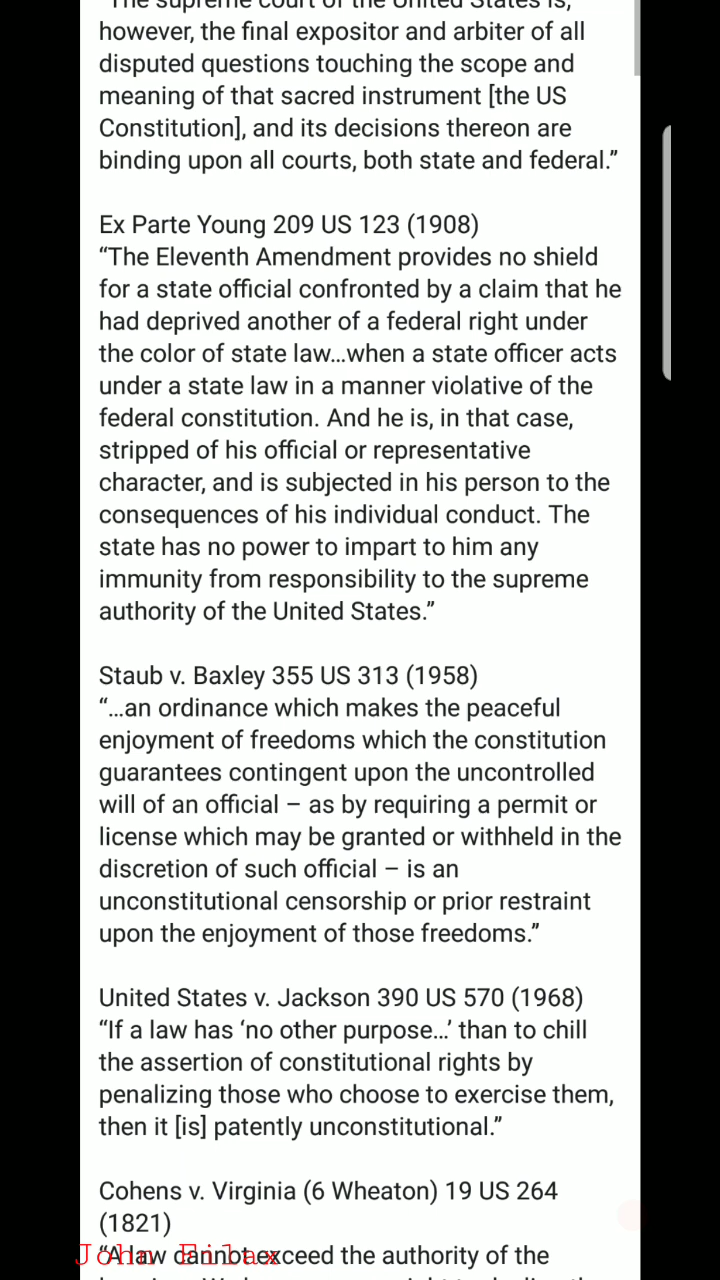 "The supreme court of the United States is,
however, the final expositor and arbiter of all
disputed questions touching the scope and
meaning of that sacred instrument [the US
Constitution], and its decisions thereon are
binding upon all courts, both state and federal.”
Ex Parte Young 209 US 123 (1908)
“The Eleventh Amendment provides no shield
for a state official confronted by a claim that he
had deprived another of a federal right under
the color of state law…when a state officer acts
under a state law in a manner violative of the
federal constitution. And he is, in that case,
stripped of his official or representative
character, and is subjected in his person to the
consequences of his individual conduct. The
state has no power to impart to him any
immunity from responsibility to the supreme
authority of the United States.”
Staub v. Baxley 355 US 313 (1958)
“…an ordinance which makes the peaceful
enjoyment of freedoms which the constitution
guarantees contingent upon the uncontrolled
will of an official – as by requiring a permit or
license which may be granted or withheld in the
discretion of such official – is an
unconstitutional censorship or prior restraint
upon the enjoyment of those freedoms.”
United States v. Jackson 390 US 570 (1968)
“If a law has ‘no other purpose…’ than to chill
the assertion of constitutional rights by
penalizing those who choose to exercise them,
then it [is] patently unconstitutional.”
Cohens v. Virginia (6 Wheaton) 19 US 264
(1821)
“A law cannot exceed the authority of the
John Filax